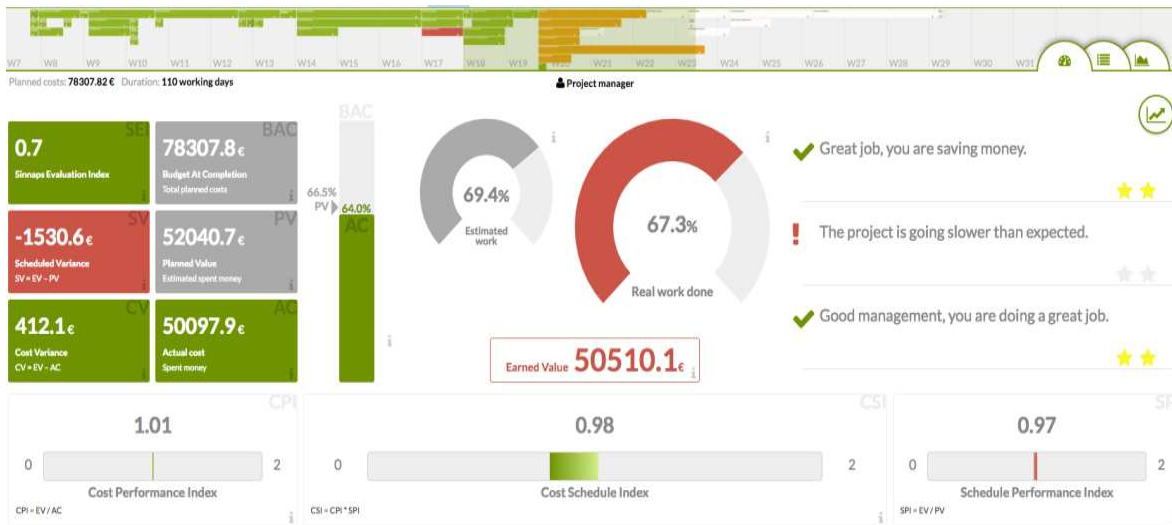 W7 W8 W9 W10 W11 W12 W13 W14 W15 W16 W17 W18 W19 W20 W21 W22 W23 W24 W25 W26 W27 W28 W29 W30 W31
Planned costs: 78307.82 € Duration: 110 working days
Project manager
SEI
0.7
Sinnaps Evaluation Index
BAC
78307.8 €
Budget At Completion
Total planned costs
SV
-1530.6 €
Scheduled Variance
SV = EV - PV
PV
52040.7 €
Planned Value
Estimated spent money
CV
412.1 €
Cost Variance
CV = EV - AC
AC
50097.9 €
Actual cost
Spent money
BAC
66.5%
PV
64.0%
AC
69.4%
Estimated
work
67.3%
Real work done
Earned Value 50510.1 €
Great job, you are saving money.
! The project is going slower than expected.
Good management, you are doing a great job.
CPI
1.01
0 2
Cost Performance Index
CPI = EV / AC
CSI
0.98
0 2
Cost Schedule Index
CSI = CPI * SPI
SP
0.97
0 2
Schedule Performance Index
SPI = EV / PV